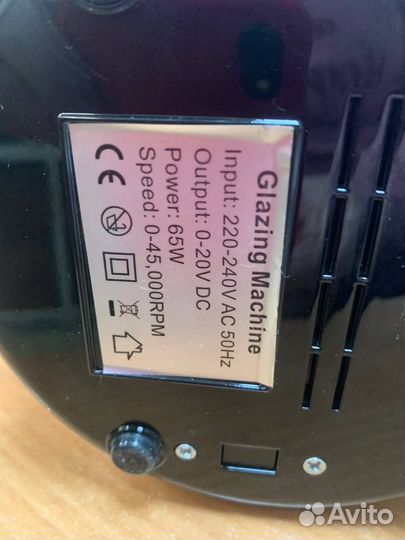 Glazing Machine
Input: 220-240V AC 50Hz
Output: 0-20V DC
Power: 65W
Speed: 0-45,000RPM
CE
Avito